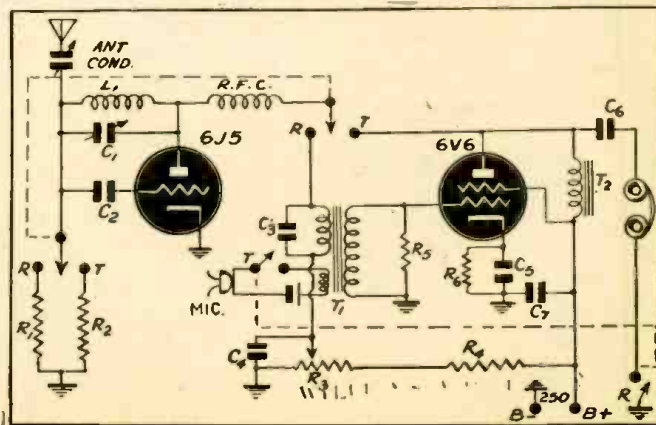 ANT
COND.
L1
R.F.C.
C1
6J5
R
T
6V6
C6
T2
C2
C3
R5
R6
C5
C7
R
T
T
MIC.
T1
R1
R2
C4
R3
R4
250
B-
B+
R